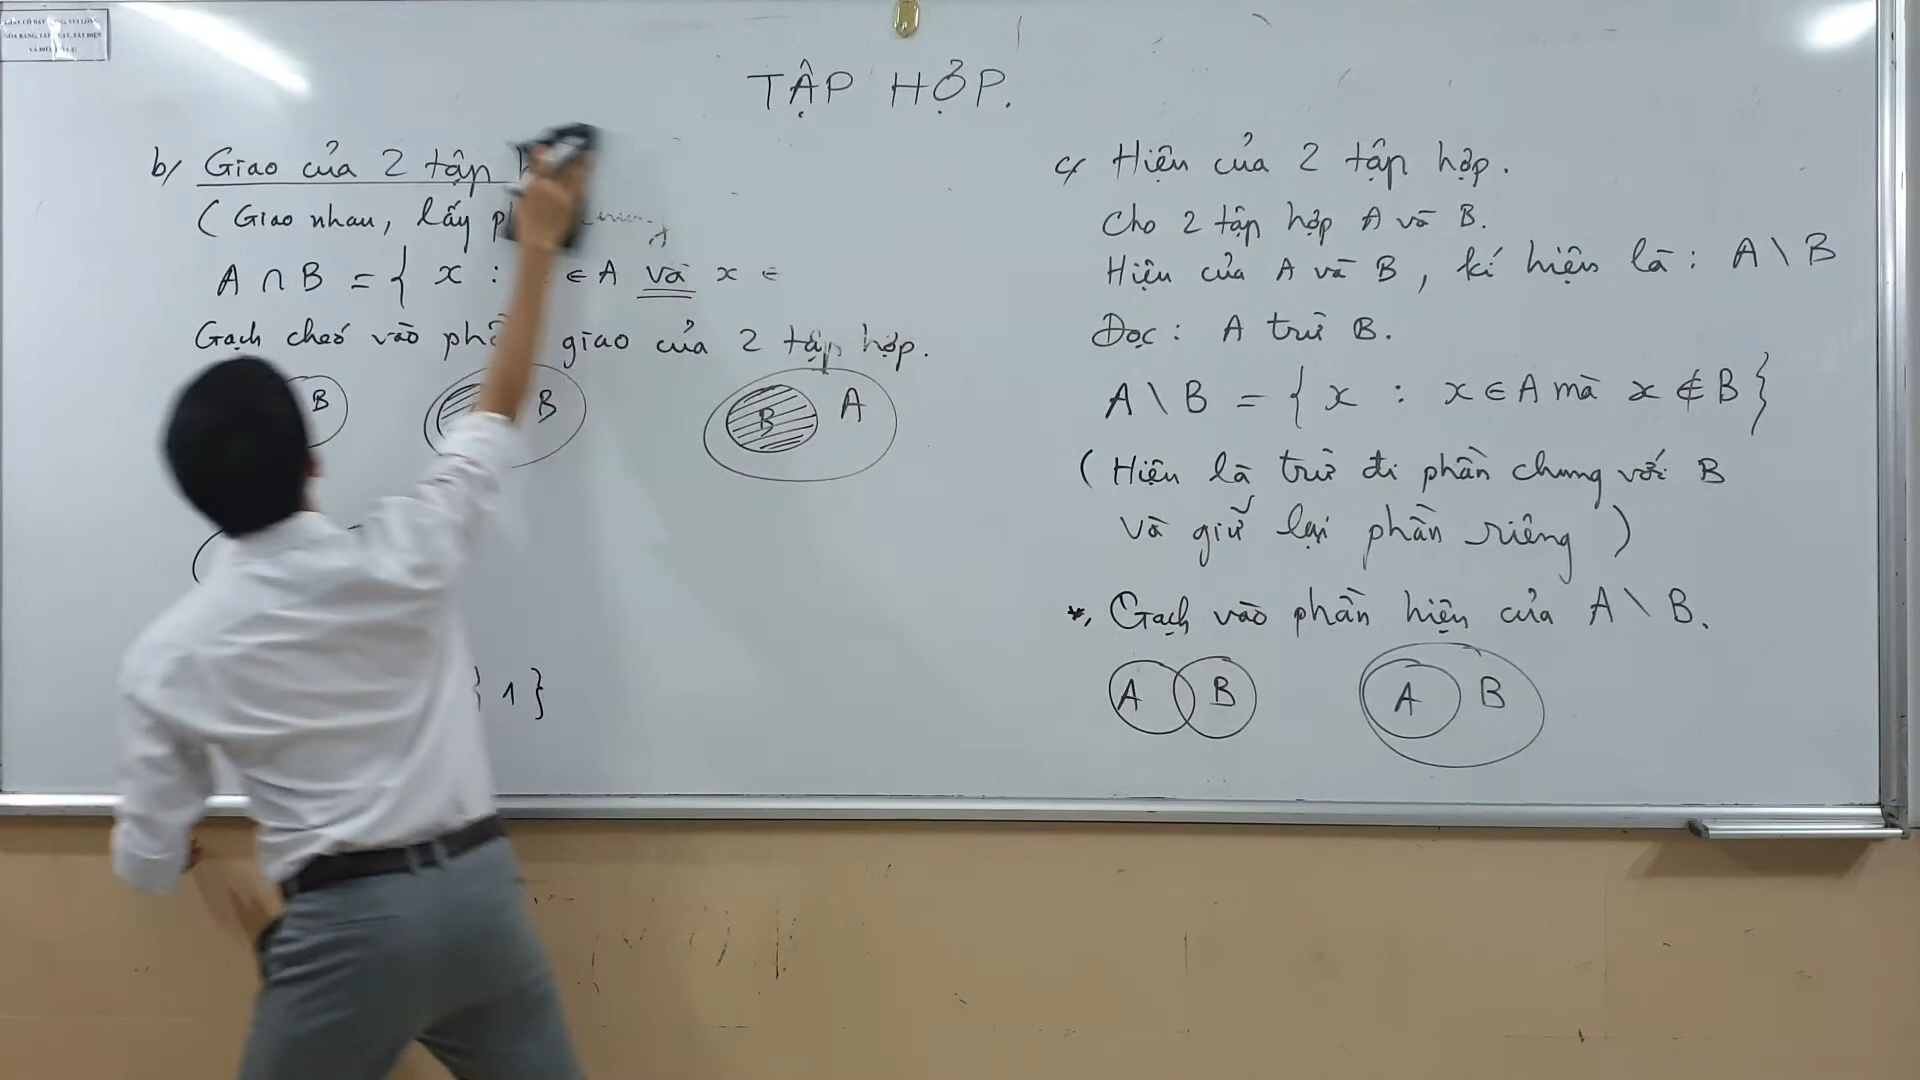 TẬP HỢP.
b/ Giao của 2 tập
(Giao nhau, lấy
A ∩ B = { x : ∈ A và x ∈
Gạch chéo vào phần giao của 2 tập hợp.
B
B
B A
{ 1 }
c/ Hiệu của 2 tập hợp.
Cho 2 tập hợp A và B.
Hiệu của A và B, kí hiệu là: A \ B
Đọc: A trừ B.
A \ B = { x : x ∈ A mà x ∉ B }
(Hiệu là trừ đi phần chung với B
và giữ lại phần riêng)
*, Gạch vào phần hiệu của A \ B.
A B
A B